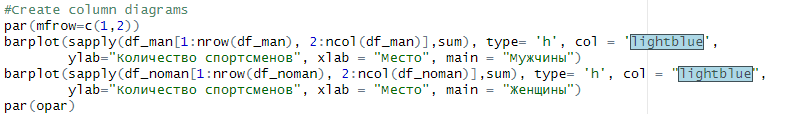 #Create column diagrams
par(mfrow=c(1,2))
barplot(sapply(df_man[1:nrow(df_man), 2:ncol(df_man)],sum), type= 'h', col = 'lightblue',
ylab="Количество спортсменов", xlab = "Место", main = "Мужчины")
barplot(sapply(df_noman[1:nrow(df_noman), 2:ncol(df_noman)],sum), type= 'h', col = "lightblue",
ylab="Количество спортсменов", xlab = "Место", main = "Женщины")
par(opar)